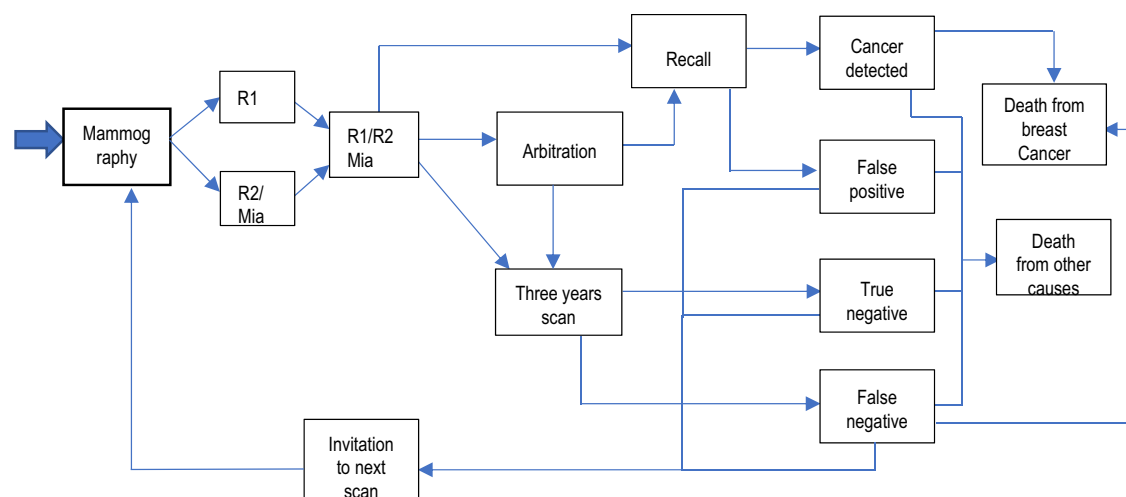 Mammog
raphy
R1
R2/
Mia
R1/R2
Mia
Arbitration
Three years
scan
Recall
Cancer
detected
False
positive
True
negative
False
negative
Death from
breast
Cancer
Death
from other
causes
Invitation
to next
scan